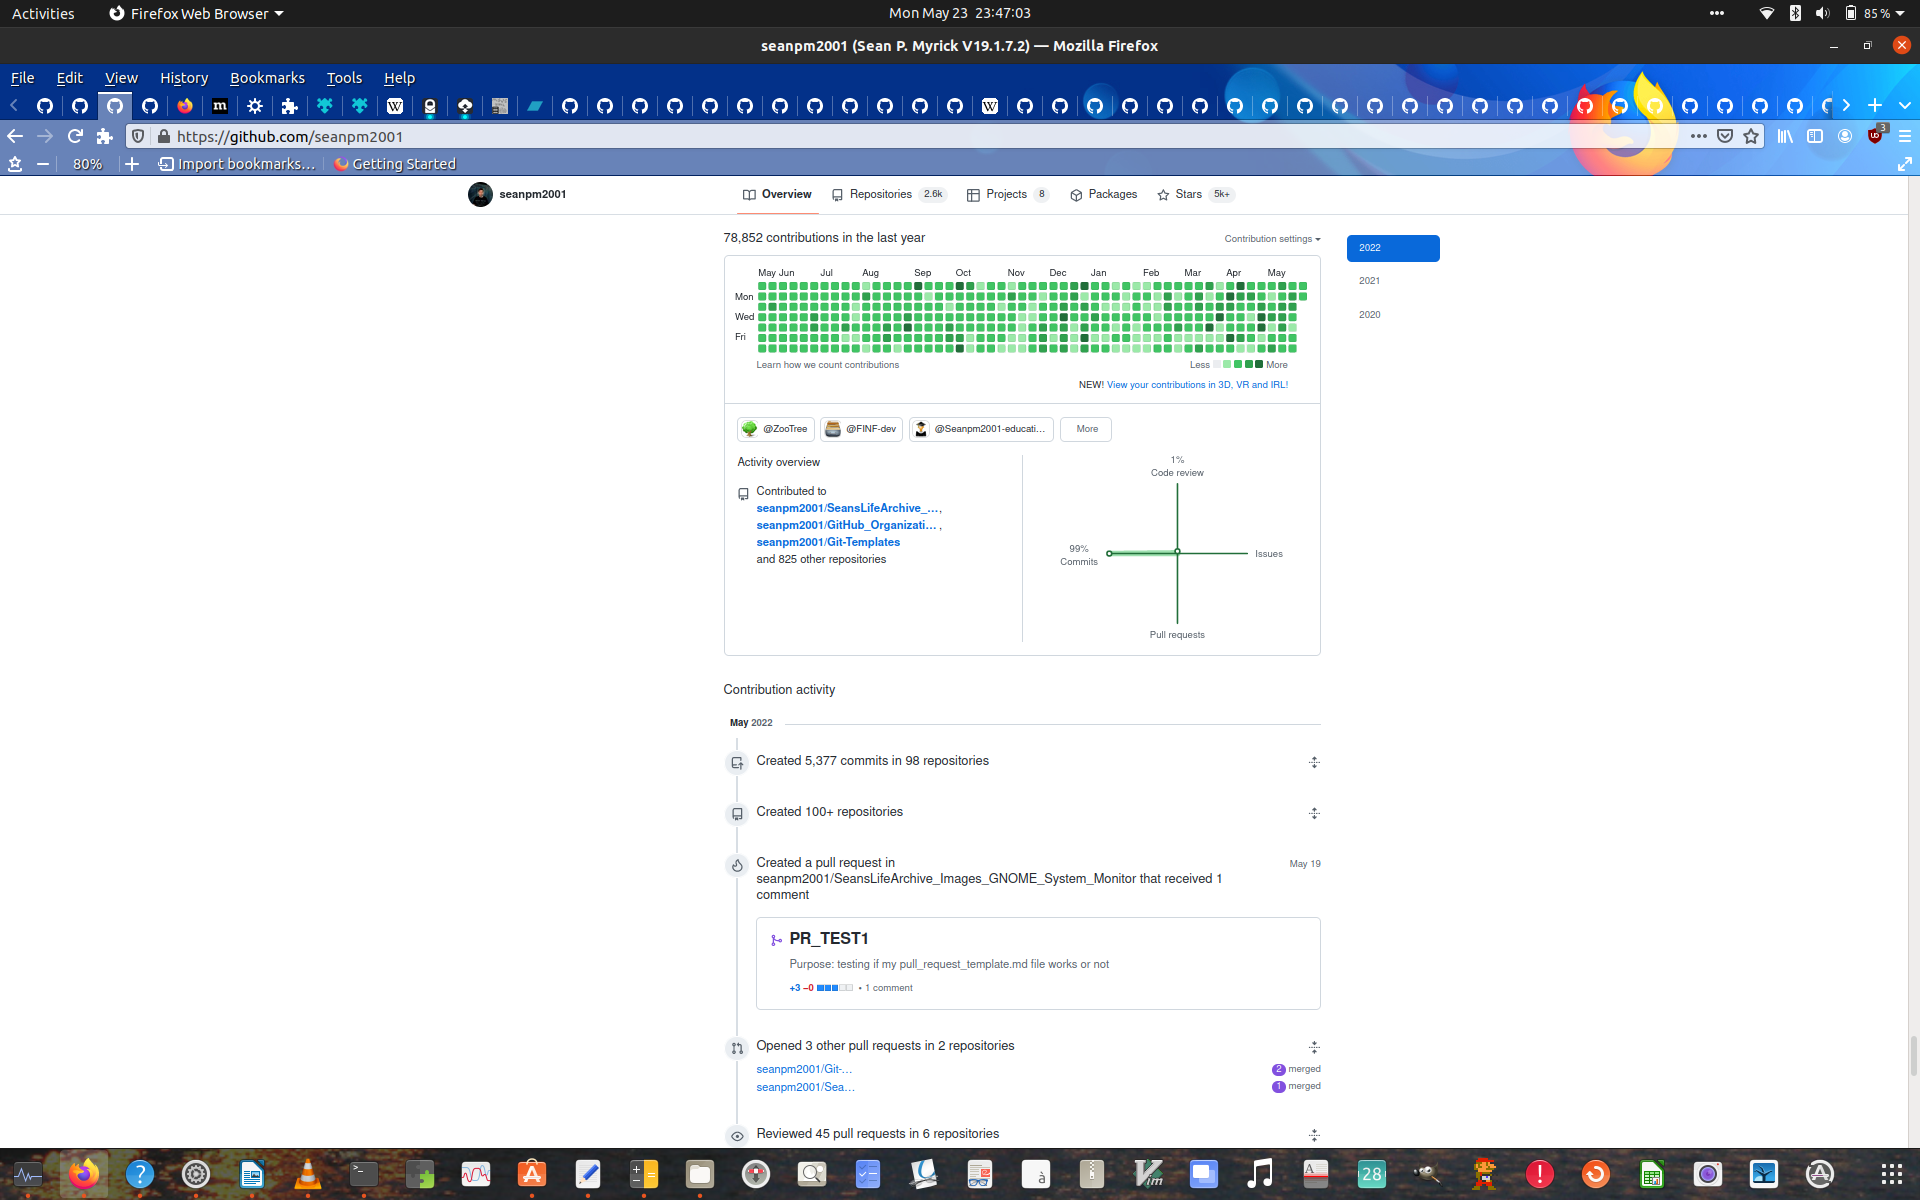 Activities
Firefox Web Browser
Mon May 23  23:47:03
85 %
seanpm2001 (Sean P. Myrick V19.1.7.2) — Mozilla Firefox
File Edit View History Bookmarks Tools Help
https://github.com/seanpm2001
3
80%
Import bookmarks...
Getting Started
seanpm2001
Overview
Repositories 2.6k
Projects 8
Packages
Stars 5k+
78,852 contributions in the last year
Contribution settings
2022
2021
2020
May Jun Jul Aug Sep Oct Nov Dec Jan Feb Mar Apr May
Mon
Wed
Fri
Learn how we count contributions
Less More
NEW! View your contributions in 3D, VR and IRL!
@ZooTree
@FINF-dev
@Seanpm2001-educati...
More
Activity overview
Contributed to
seanpm2001/SeansLifeArchive_...,
seanpm2001/GitHub_Organizati... ,
seanpm2001/Git-Templates
and 825 other repositories
1%
Code review
99%
Commits
Issues
Pull requests
Contribution activity
May 2022
Created 5,377 commits in 98 repositories
Created 100+ repositories
Created a pull request in
seanpm2001/SeansLifeArchive_Images_GNOME_System_Monitor that received 1
comment
May 19
PR_TEST1
Purpose: testing if my pull_request_template.md file works or not
+3 −0 • 1 comment
Opened 3 other pull requests in 2 repositories
seanpm2001/Git-...
2 merged
seanpm2001/Sea...
1 merged
Reviewed 45 pull requests in 6 repositories
28